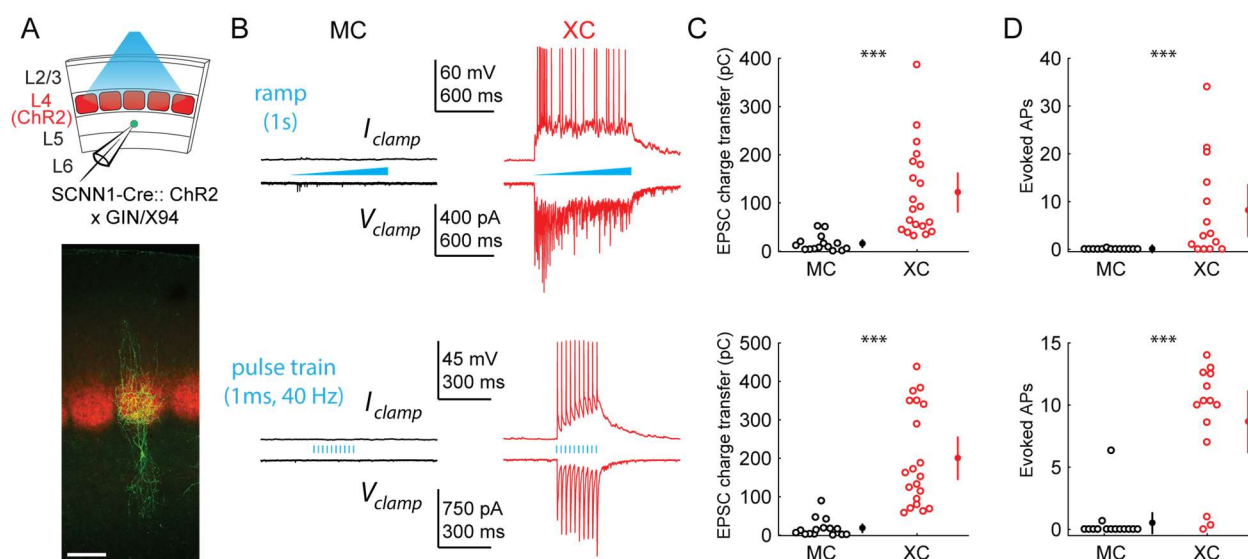 A
L2/3
L4
(ChR2)
L5
L6
SCNN1-Cre:: ChR2
x GIN/X94
B
MC
XC
ramp
(1s)
60 mV
600 ms
I clamp
V clamp
400 pA
600 ms
pulse train
(1ms, 40 Hz)
45 mV
300 ms
I clamp
V clamp
750 pA
300 ms
C
***
EPSC charge transfer (pC)
400
300
200
100
0
MC
XC
***
EPSC charge transfer (pC)
500
400
300
200
100
0
MC
XC
D
***
Evoked APs
40
30
20
10
0
MC
XC
***
Evoked APs
15
10
5
0
MC
XC